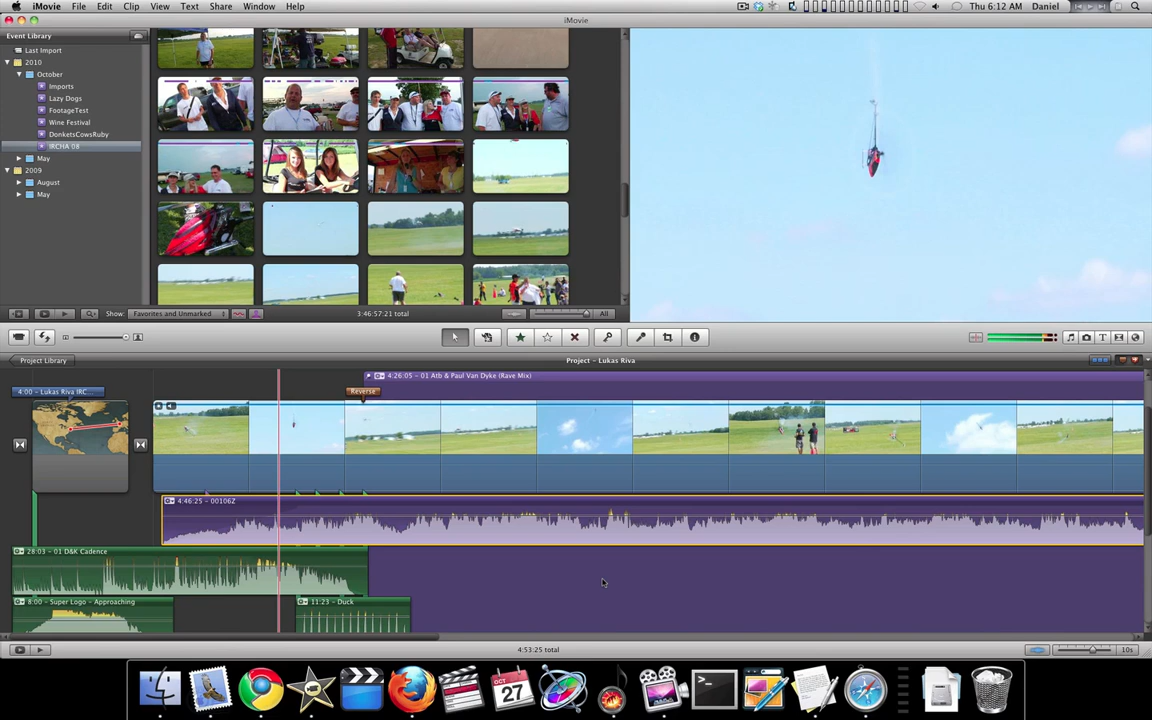 iMovie File Edit Clip View Text Share Window Help Thu 6:12 AM Daniel
iMovie
Event Library
Last Import
2010
October
Imports
Lazy Dogs
FootageTest
Wine Festival
DonketsCowsRuby
IRCHA 08
May
2009
August
May
Show: Favorites and Unmarked 3:46:57:21 total All
Project Library Project – Lukas Riva
4:26:05 – 01 Atb & Paul Van Dyke (Rave Mix)
4:00 – Lukas Riva IRC... Reverse
4:46:25 – 00106Z
28:03 – 01 D&K Cadence
8:00 – Super Logo – Approaching 11:23 – Duck
4:53:25 total 10s
OCT
27